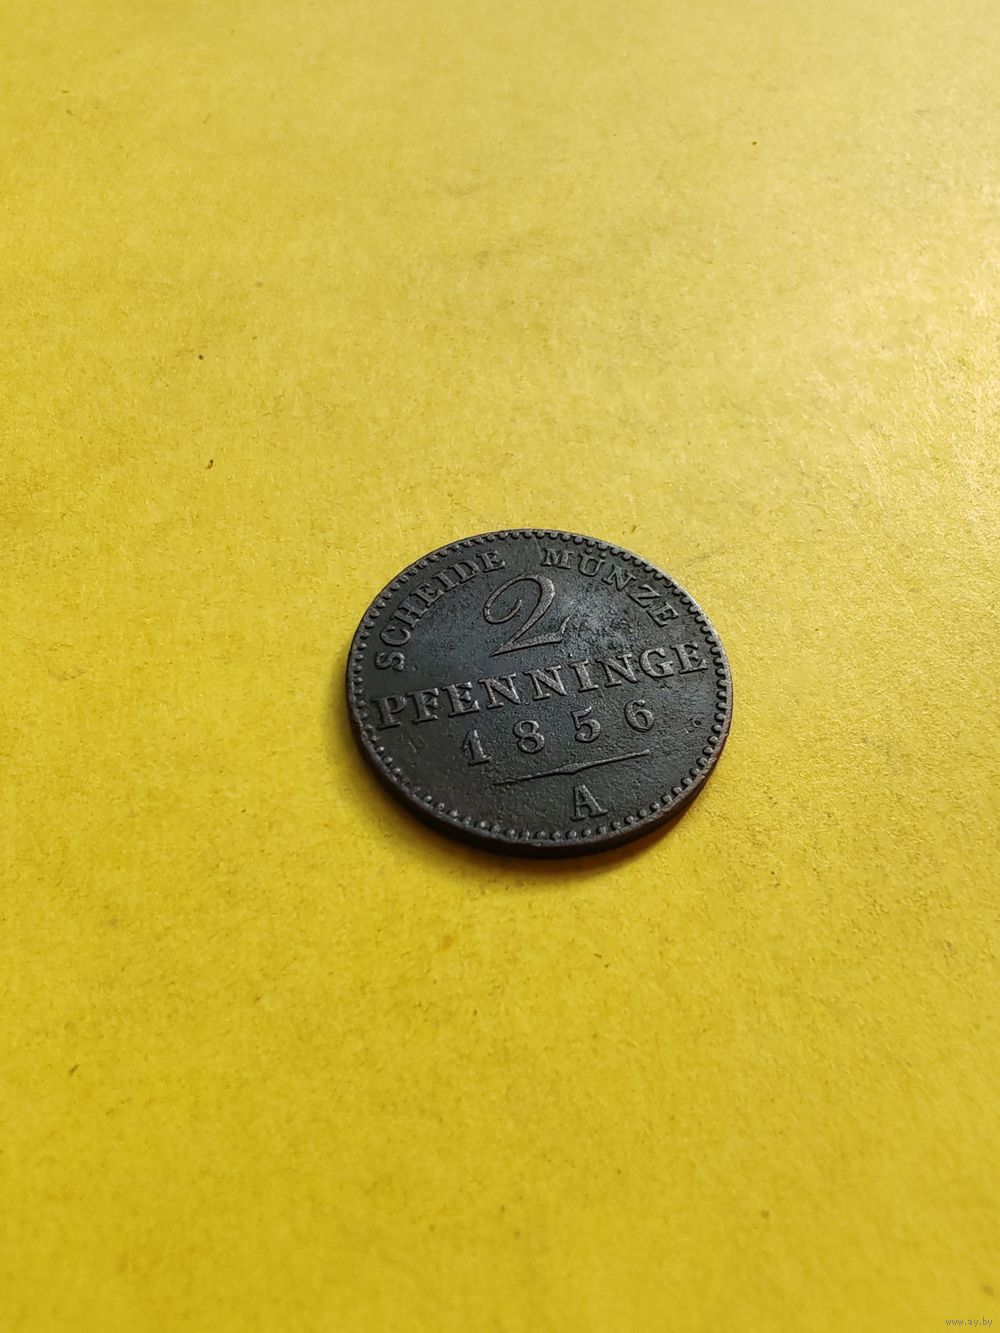 SCHEIDE MÜNZE
2
PFENNINGE
1856
A
www.ay.by